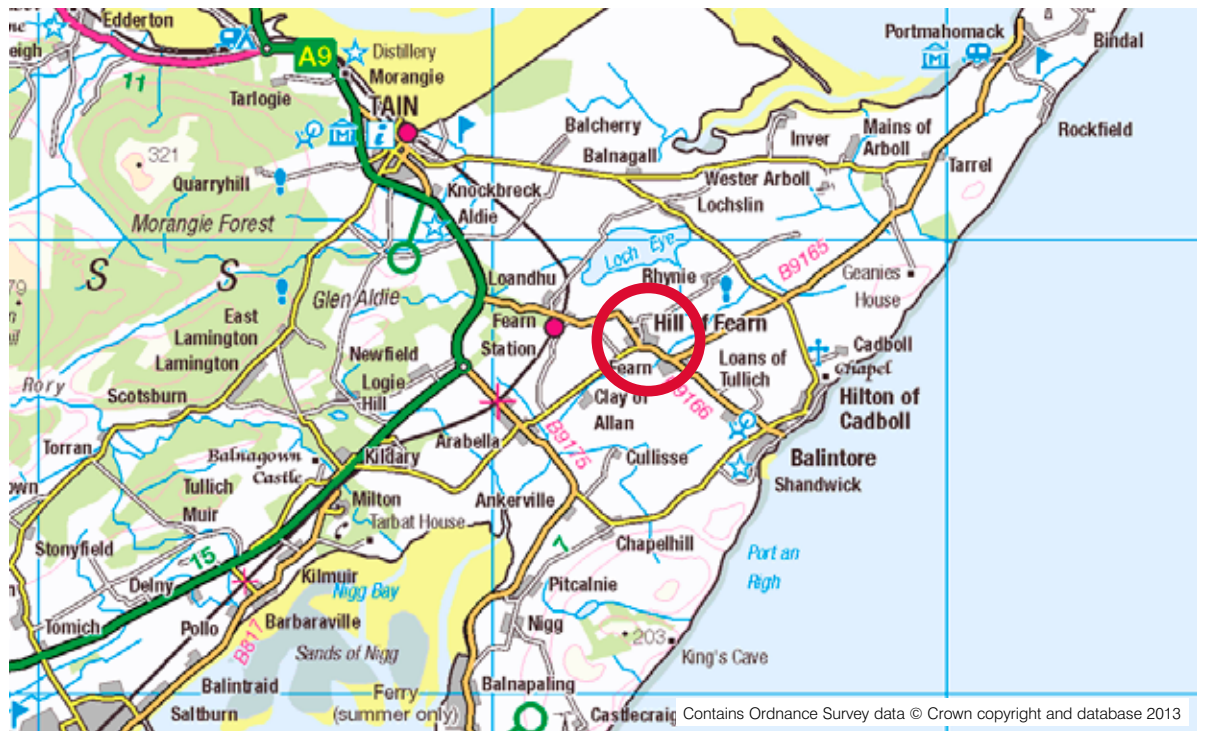 Edderton
A9
Distillery
Morangie
11
Tarlogie
TAIN
i
321
Quarryhill
Morangie Forest
Knockbreck
Aldie
Portmahomack
Bindal
Rockfield
Balcherry
Balnagall
Inver
Mains of
Arboll
Tarrel
Wester Arboll
Lochslin
Loch Eye
Rhynie
B9165
Geanies
House
S S
Glen Aldie
Loandhu
Fearn
Station
Hill of Fearn
Fearn
East
Lamington
Lamington
Newfield
Logie
Hill
Scotsburn
Rory
Loans of
Tullich
Cadboll
Chapel
Hilton of
Cadboll
Clay of
Allan
B9166
B9175
Arabella
Cullisse
Balintore
Shandwick
Torran
Balnagown
Castle
Kildary
Tullich
Muir
Milton
Tarbat House
Ankerville
Stonyfield
15
7
Chapelhill
Port an
Righ
Delny
Kilmuir
Nigg Bay
Pitcalnie
Tomich
Pollo
Barbaraville
B817
Sands of Nigg
Nigg
203
King's Cave
Balintraid
Saltburn
Ferry
(summer only)
Balnapaling
Contains Ordnance Survey data © Crown copyright and database 2013